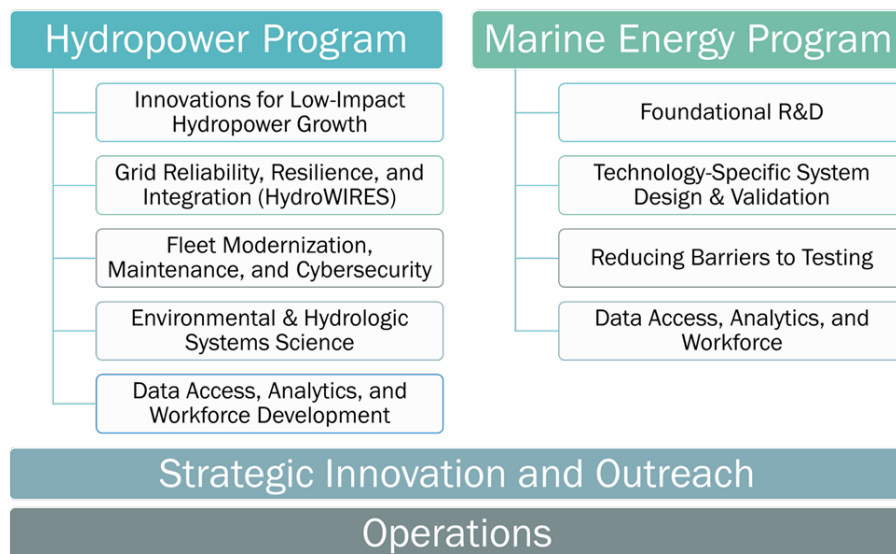 Hydropower Program
Innovations for Low-Impact
Hydropower Growth
Grid Reliability, Resilience, and
Integration (HydroWIRES)
Fleet Modernization,
Maintenance, and Cybersecurity
Environmental & Hydrologic
Systems Science
Data Access, Analytics, and
Workforce Development
Marine Energy Program
Foundational R&D
Technology-Specific System
Design & Validation
Reducing Barriers to Testing
Data Access, Analytics, and
Workforce
Strategic Innovation and Outreach
Operations